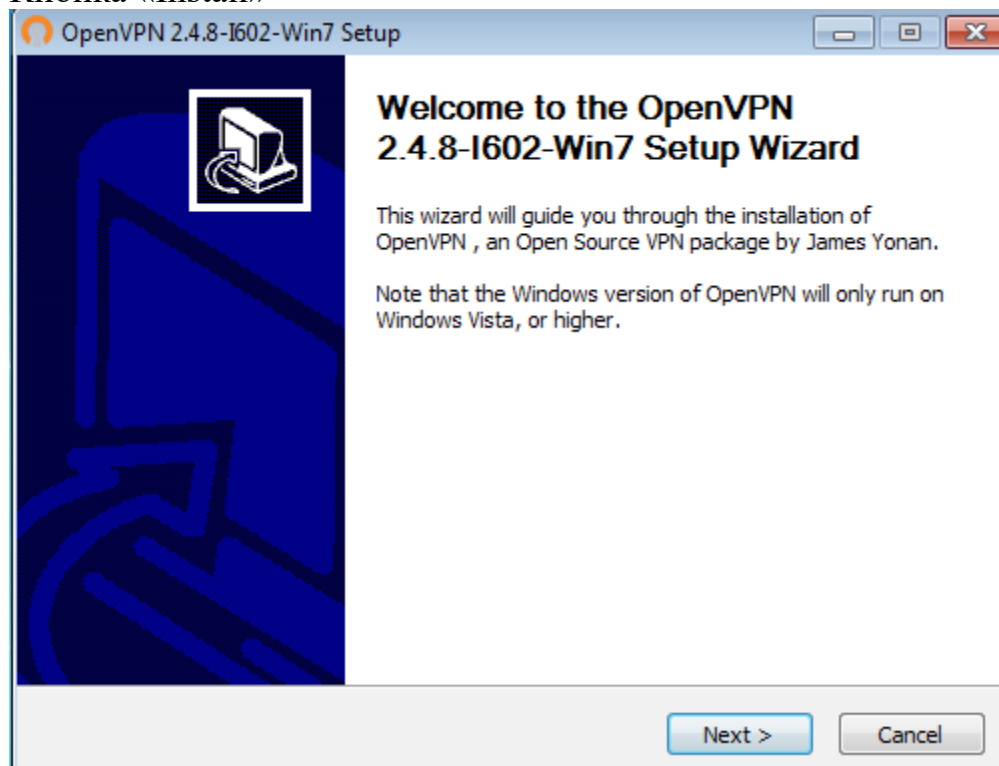 Кнопка «Install»
OpenVPN 2.4.8-I602-Win7 Setup
Welcome to the OpenVPN
2.4.8-I602-Win7 Setup Wizard
This wizard will guide you through the installation of
OpenVPN , an Open Source VPN package by James Yonan.
Note that the Windows version of OpenVPN will only run on
Windows Vista, or higher.
Next >
Cancel